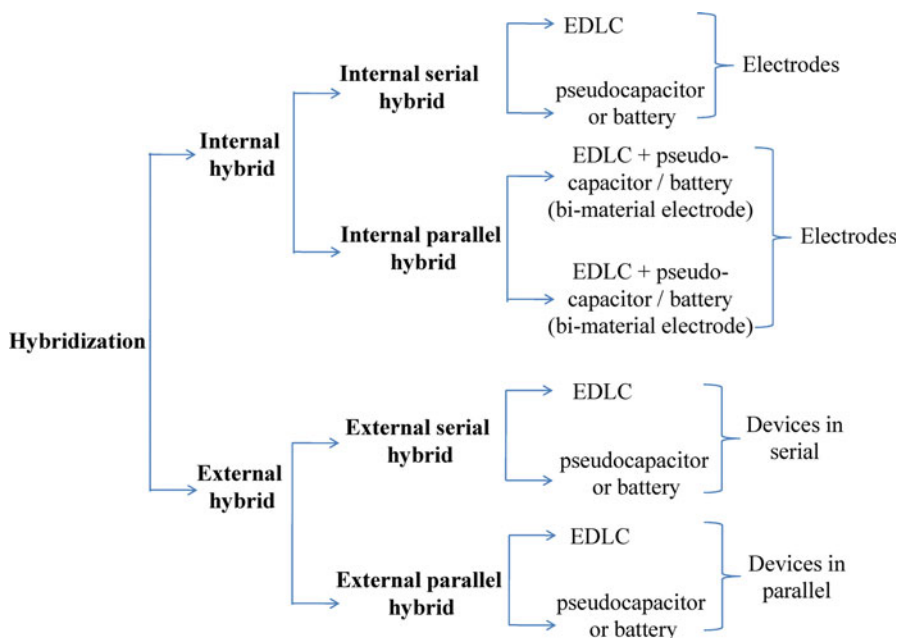 Hybridization
Internal
hybrid
Internal serial
hybrid
EDLC
pseudocapacitor
or battery
Electrodes
Internal parallel
hybrid
EDLC + pseudo-
capacitor / battery
(bi-material electrode)
EDLC + pseudo-
capacitor / battery
(bi-material electrode)
Electrodes
External
hybrid
External serial
hybrid
EDLC
pseudocapacitor
or battery
Devices in
serial
External parallel
hybrid
EDLC
pseudocapacitor
or battery
Devices in
parallel